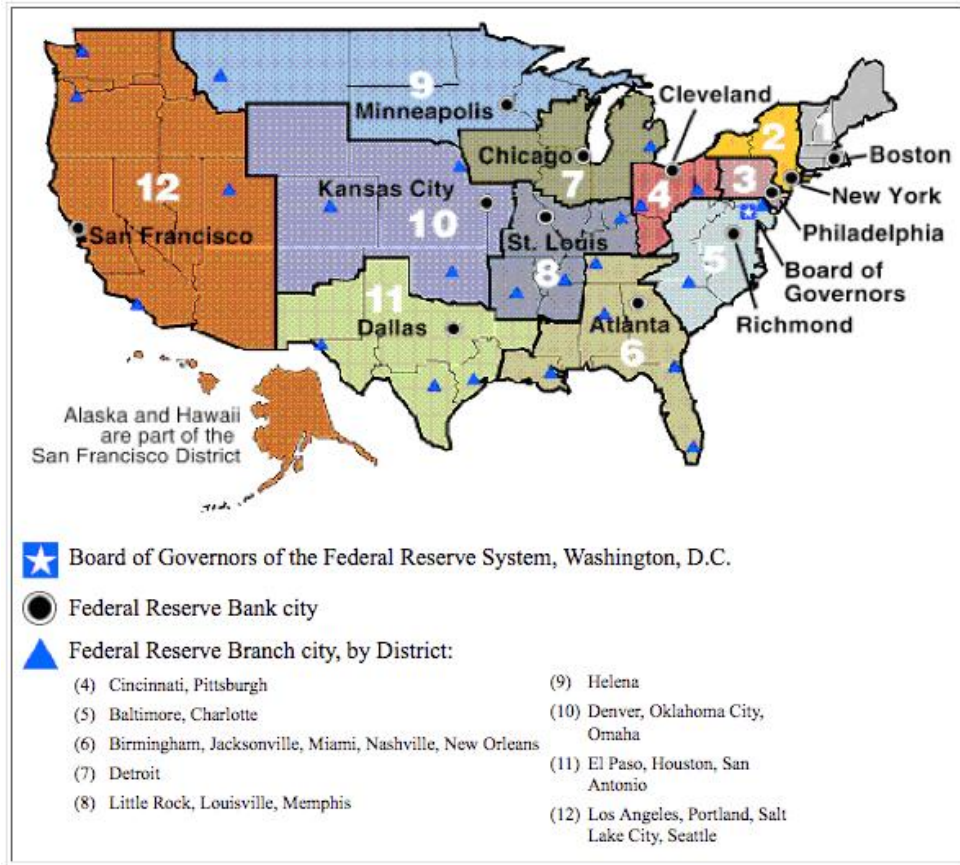 9
Minneapolis
Cleveland
2
1
Chicago
Boston
7
12
Kansas City
4
3
New York
10
San Francisco
St. Louis
Philadelphia
5
8
Board of
Governors
11
Dallas
Atlanta
Richmond
6
Alaska and Hawaii
are part of the
San Francisco District
Board of Governors of the Federal Reserve System, Washington, D.C.
Federal Reserve Bank city
Federal Reserve Branch city, by District:
(4) Cincinnati, Pittsburgh
(5) Baltimore, Charlotte
(6) Birmingham, Jacksonville, Miami, Nashville, New Orleans
(7) Detroit
(8) Little Rock, Louisville, Memphis
(9) Helena
(10) Denver, Oklahoma City,
Omaha
(11) El Paso, Houston, San
Antonio
(12) Los Angeles, Portland, Salt
Lake City, Seattle